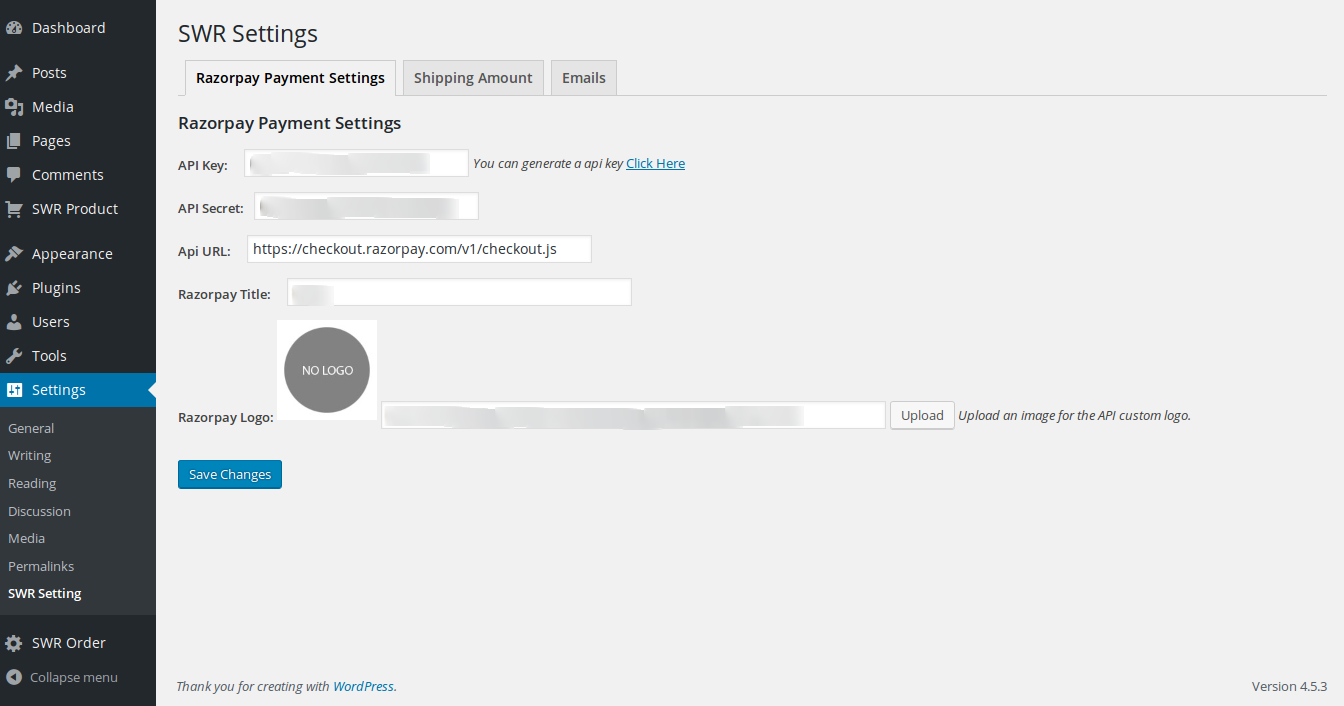 Dashboard
Posts
Media
Pages
Comments
SWR Product
Appearance
Plugins
Users
Tools
Settings
General
Writing
Reading
Discussion
Media
Permalinks
SWR Setting
SWR Order
Collapse menu
SWR Settings
Razorpay Payment Settings Shipping Amount Emails
Razorpay Payment Settings
API Key: You can generate a api key Click Here
API Secret:
Api URL: https://checkout.razorpay.com/v1/checkout.js
Razorpay Title:
NO LOGO
Razorpay Logo: Upload Upload an image for the API custom logo.
Save Changes
Thank you for creating with WordPress. Version 4.5.3